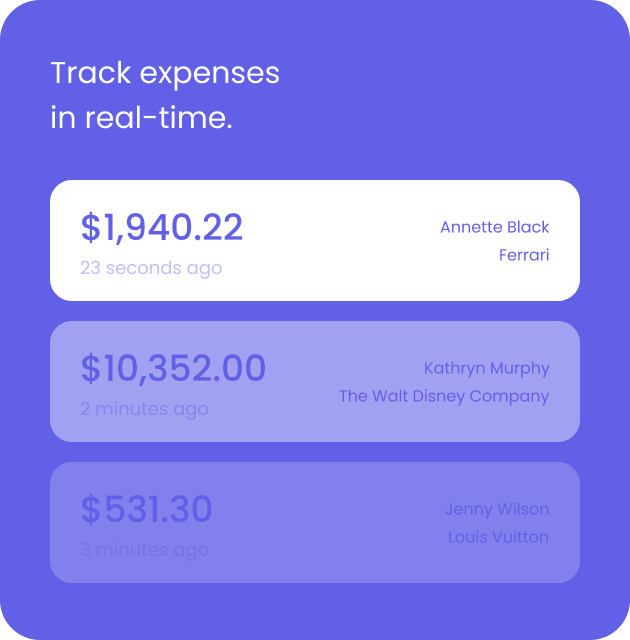 Track expenses
in real-time.
$1,940.22
23 seconds ago
Annette Black
Ferrari
$10,352.00
2 minutes ago
Kathryn Murphy
The Walt Disney Company
$531.30
3 minutes ago
Jenny Wilson
Louis Vuitton